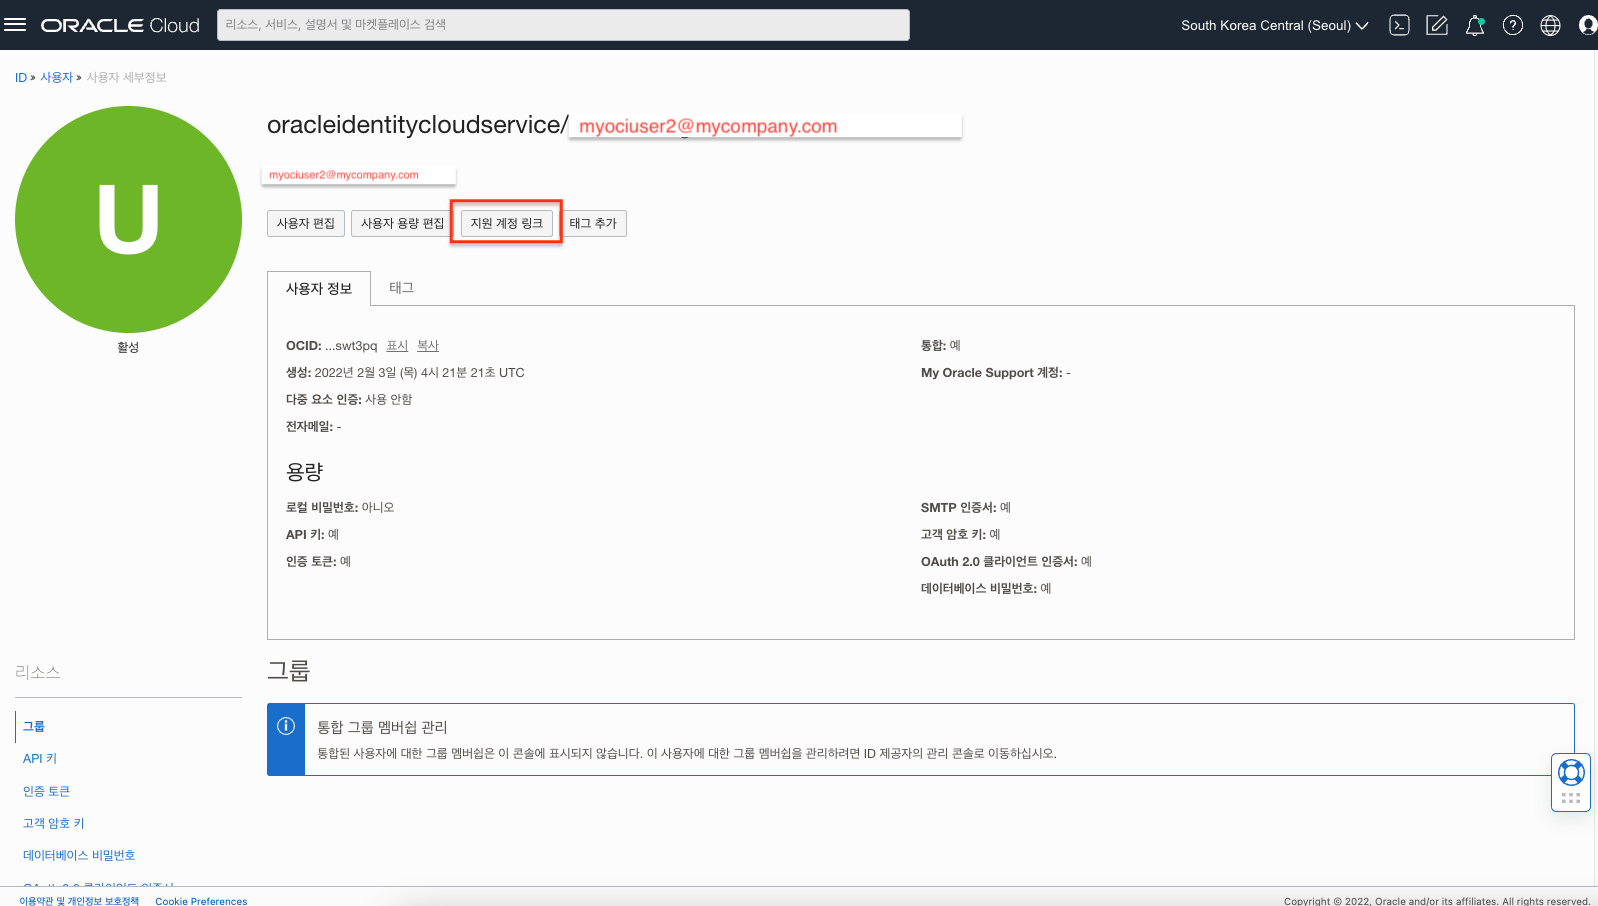 ORACLE Cloud
리소스, 서비스, 설명서 및 마켓플레이스 검색
South Korea Central (Seoul)
ID » 사용자 » 사용자 세부정보
U
활성
oracleidentitycloudservice/ myociuser2@mycompany.com
myociuser2@mycompany.com
사용자 편집 사용자 용량 편집 지원 계정 링크 태그 추가
사용자 정보 태그
OCID: ...swt3pq 표시 복사
생성: 2022년 2월 3일 (목) 4시 21분 21초 UTC
다중 요소 인증: 사용 안함
전자메일: -
통합: 예
My Oracle Support 계정: -
용량
로컬 비밀번호: 아니오
API 키: 예
인증 토큰: 예
SMTP 인증서: 예
고객 암호 키: 예
OAuth 2.0 클라이언트 인증서: 예
데이터베이스 비밀번호: 예
리소스
그룹
API 키
인증 토큰
고객 암호 키
데이터베이스 비밀번호
OAuth 2.0 클라이언트 인증서
그룹
통합 그룹 멤버쉽 관리
통합된 사용자에 대한 그룹 멤버쉽은 이 콘솔에 표시되지 않습니다. 이 사용자에 대한 그룹 멤버쉽을 관리하려면 ID 제공자의 관리 콘솔로 이동하십시오.
이용약관 및 개인정보 보호정책 Cookie Preferences
Copyright © 2022, Oracle and/or its affiliates. All rights reserved.